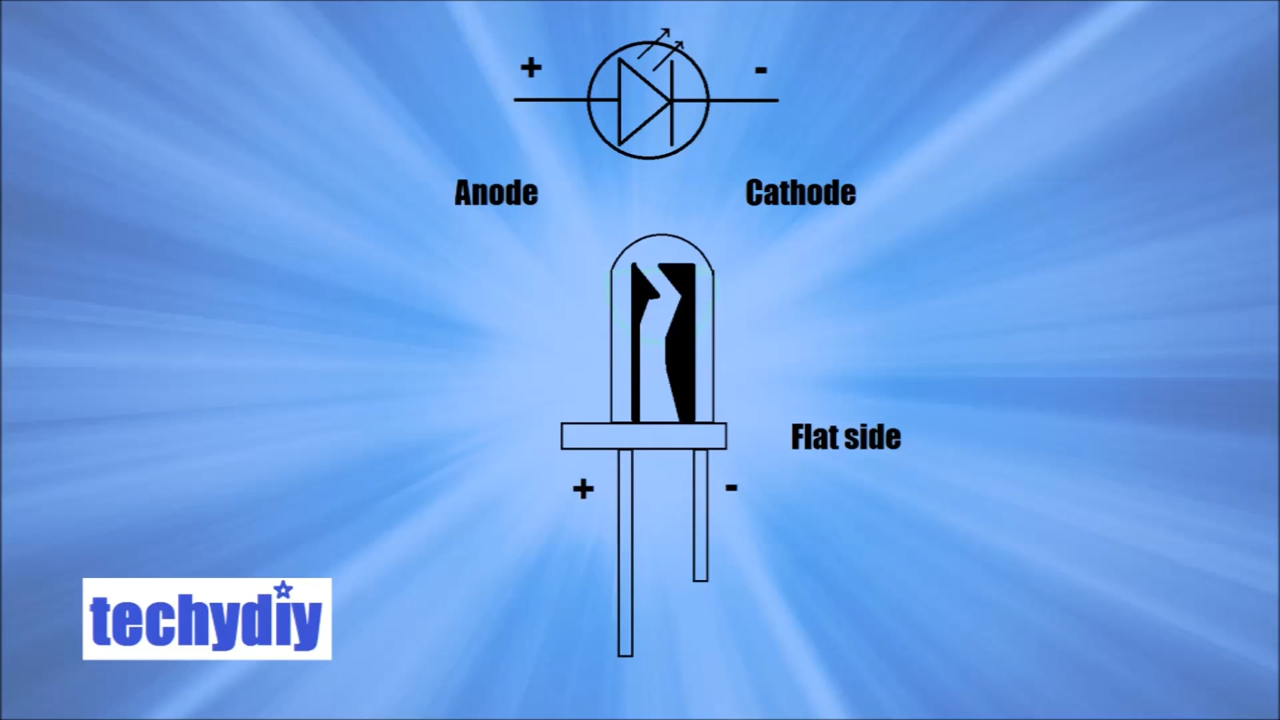 + -
Anode Cathode
Flat side
+ -
techydiy